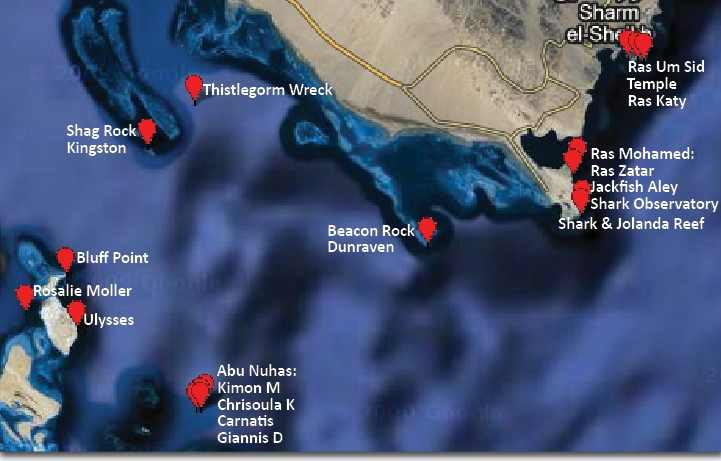 Sharm
el-Sheikh
Ras Um Sid
Temple
Ras Katy
Thistlegorm Wreck
Shag Rock
Kingston
Ras Mohamed:
Ras Zatar
Jackfish Aley
Shark Observatory
Shark & Jolanda Reef
Beacon Rock
Dunraven
Bluff Point
Rosalie Moller
Ulysses
Abu Nuhas:
Kimon M
Chrisoula K
Carnatis
Giannis D